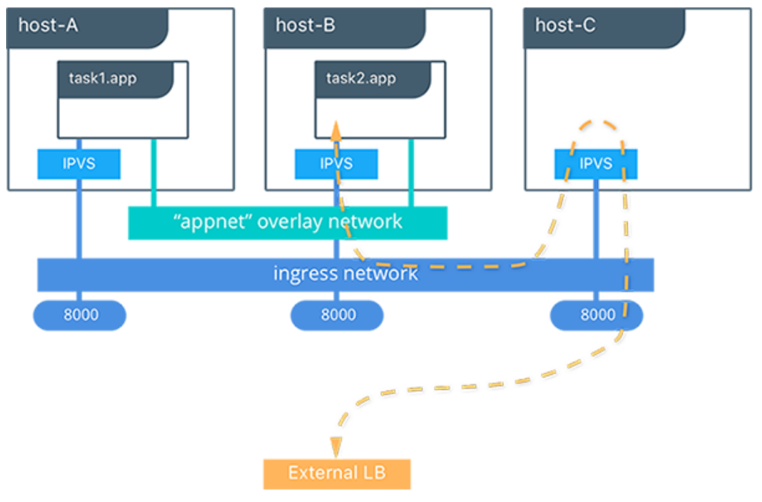 host-A
host-B
host-C
task1.app
task2.app
IPVS
IPVS
IPVS
“appnet” overlay network
ingress network
8000
8000
8000
External LB